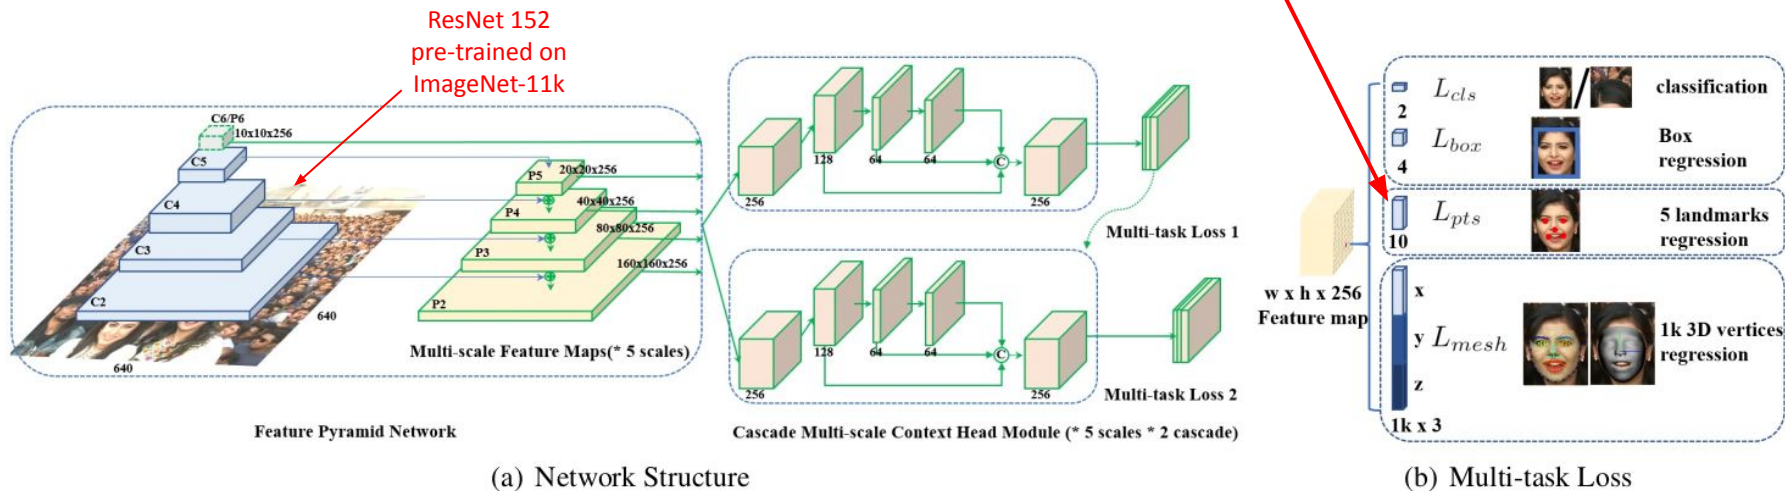 ResNet 152
pre-trained on
ImageNet-11k
C6/P6
10x10x256
C5
C4
C3
C2
640
640
P5
20x20x256
P4
40x40x256
P3
80x80x256
P2
160x160x256
Multi-scale Feature Maps(* 5 scales)
Feature Pyramid Network
256
128
64
64
C
256
Multi-task Loss 1
256
128
64
64
C
256
Multi-task Loss 2
Cascade Multi-scale Context Head Module (* 5 scales * 2 cascade)
(a) Network Structure
w x h x 256
Feature map
2
L_cls
classification
4
L_box
Box
regression
10
L_pts
5 landmarks
regression
x
y
z
L_mesh
1k 3D vertices
regression
1k x 3
(b) Multi-task Loss